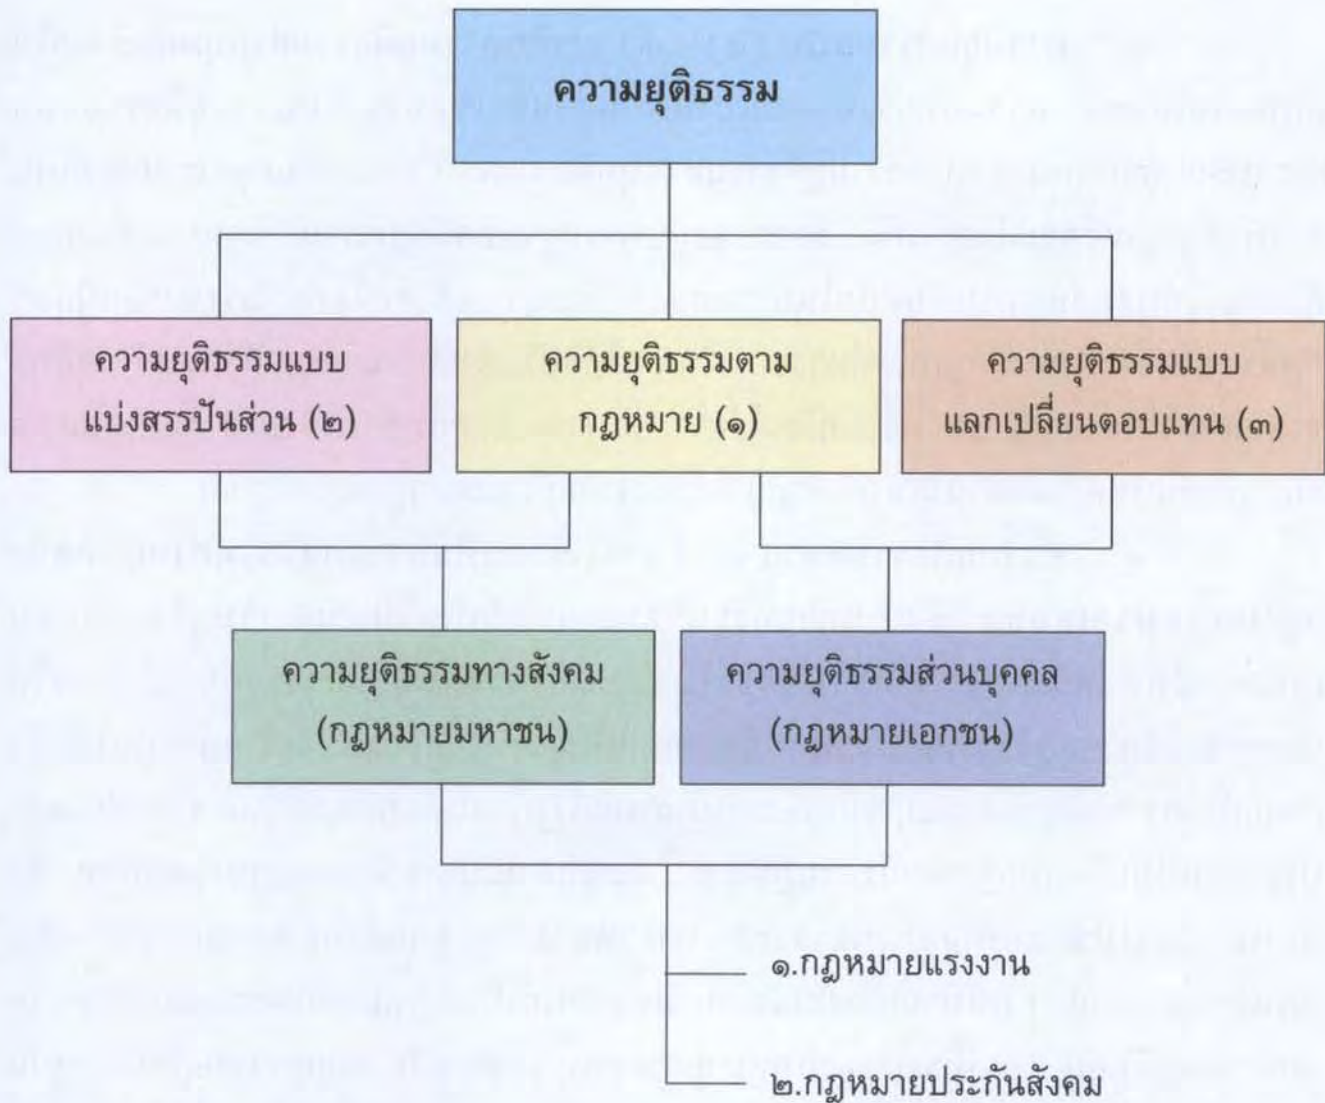 ความยุติธรรม
ความยุติธรรมแบบ
แบ่งสรรปันส่วน (๒)
ความยุติธรรมตาม
กฎหมาย (๑)
ความยุติธรรมแบบ
แลกเปลี่ยนตอบแทน (๓)
ความยุติธรรมทางสังคม
(กฎหมายมหาชน)
ความยุติธรรมส่วนบุคคล
(กฎหมายเอกชน)
๑.กฎหมายแรงงาน
๒.กฎหมายประกันสังคม